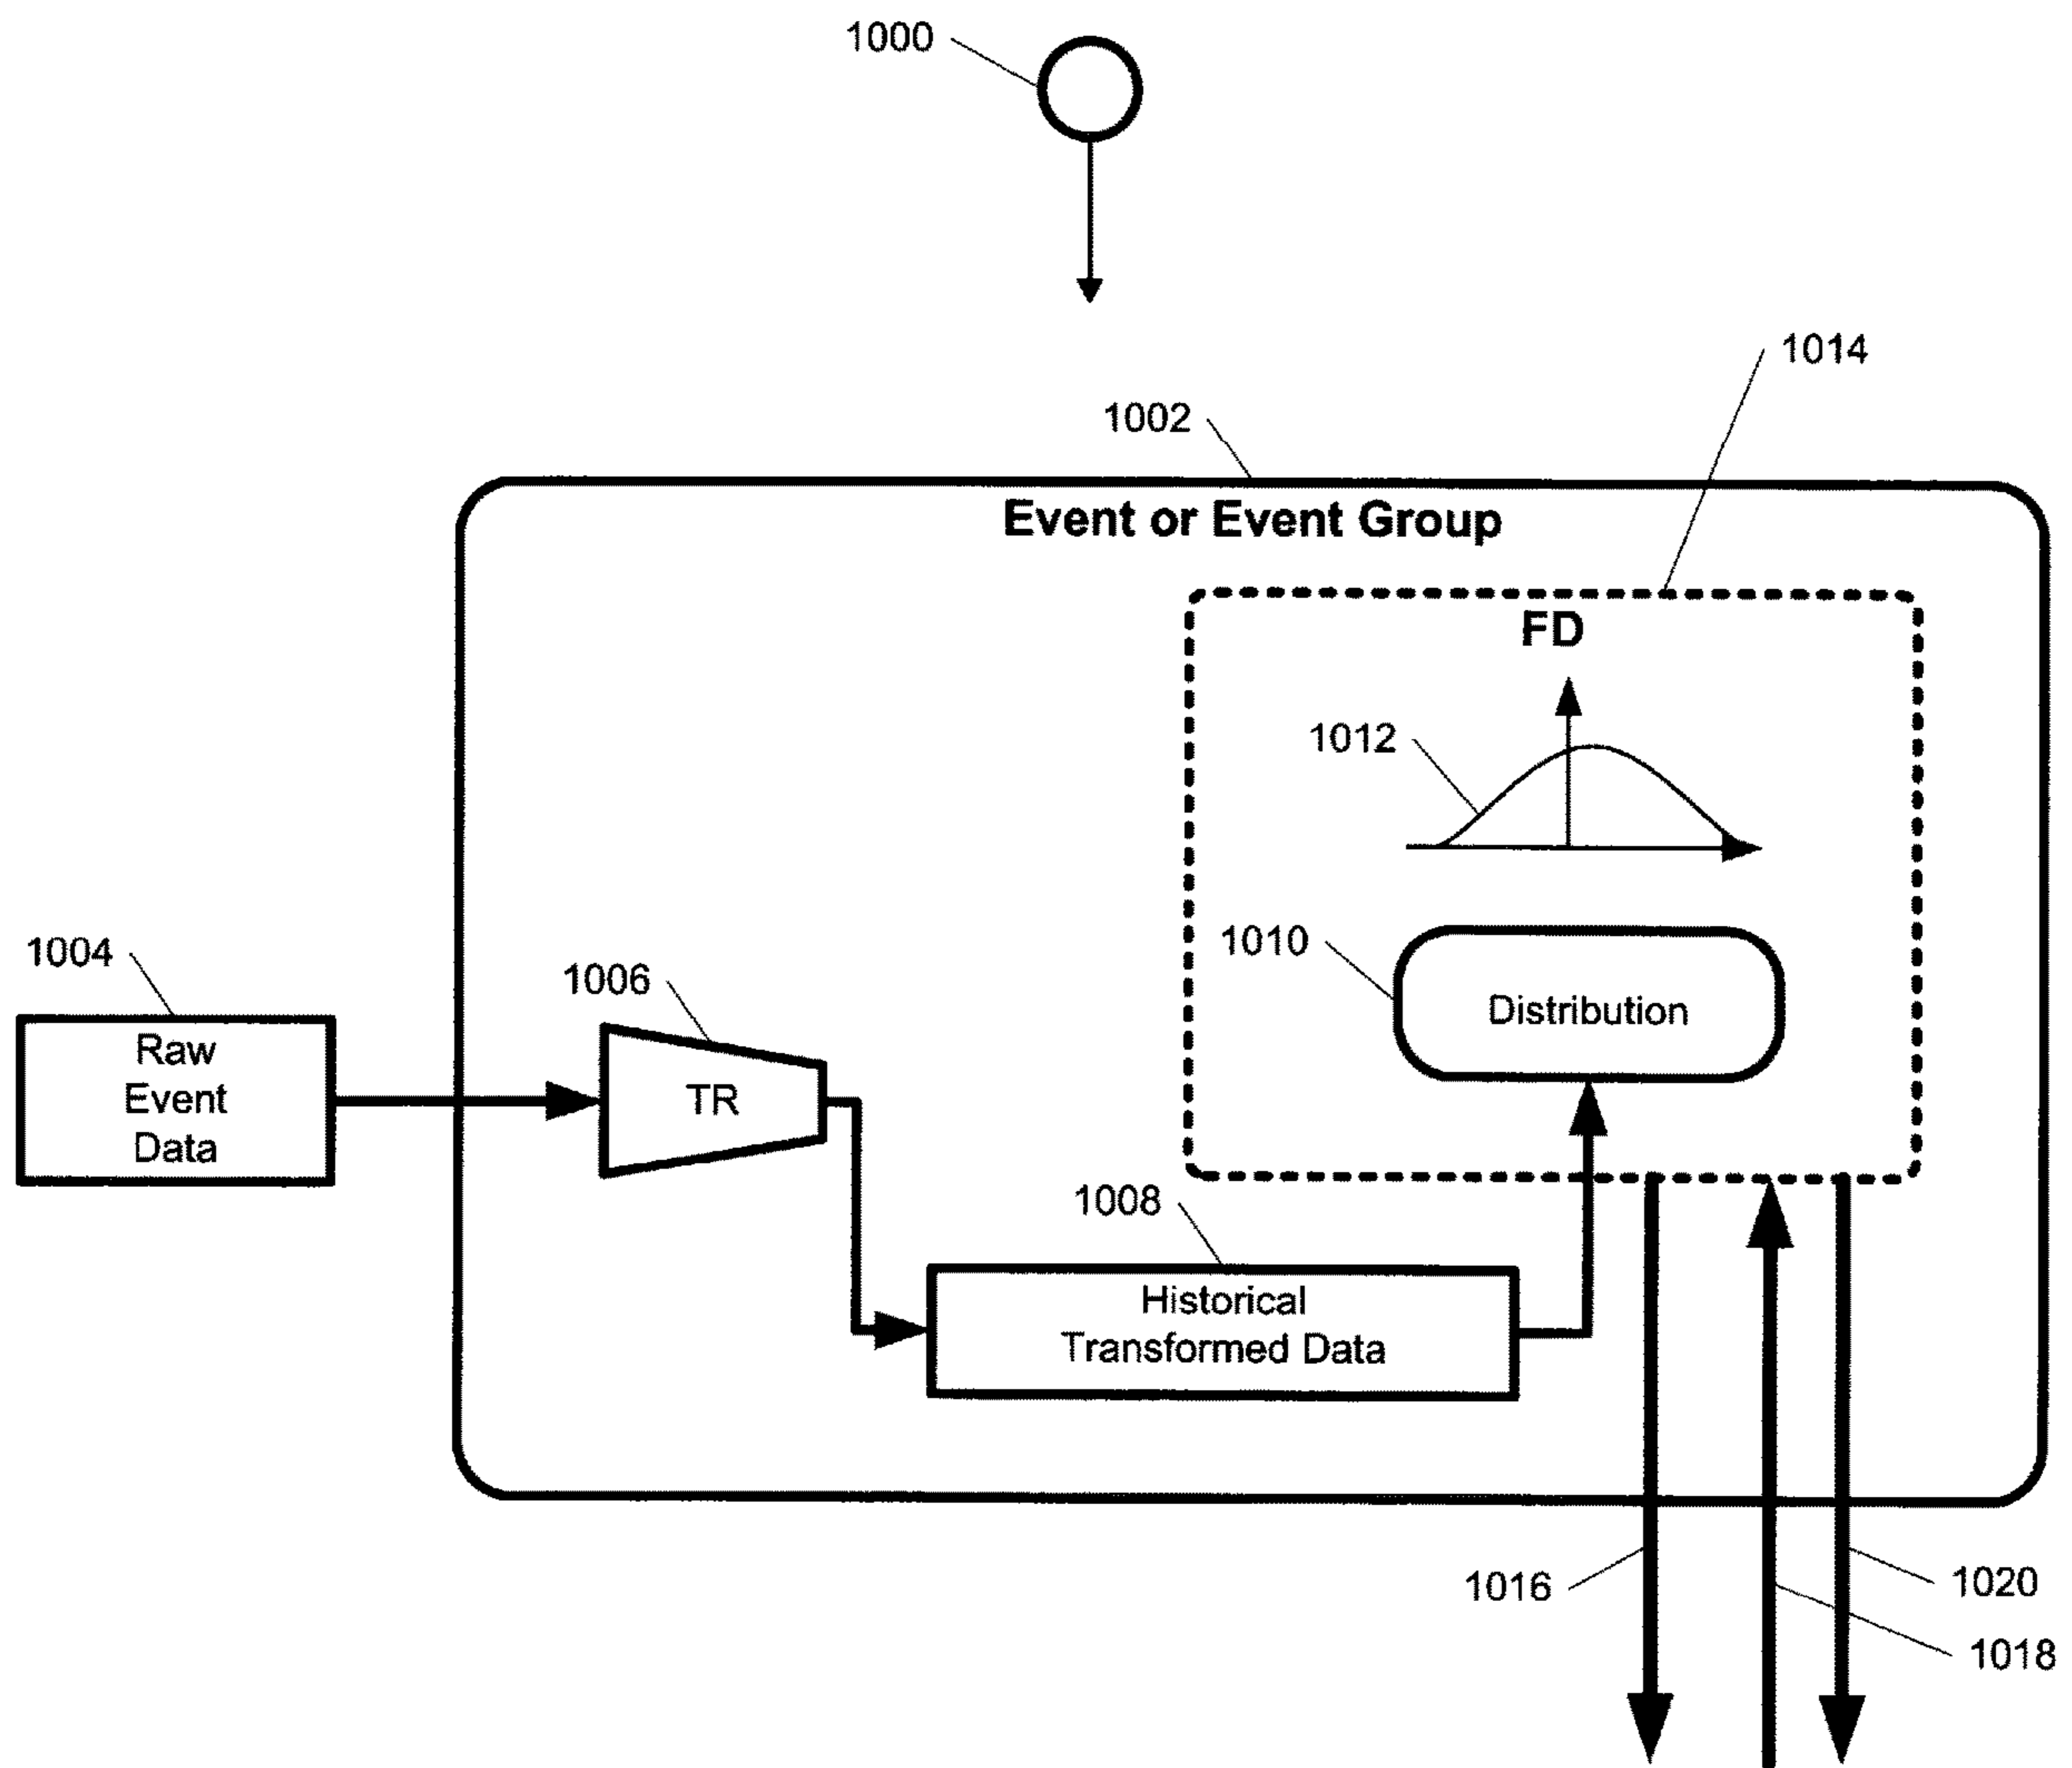 1000
1014
1002
Event or Event Group
FD
1012
1004
1010
1006
Distribution
Raw
Event
Data
TR
1008
Historical
Transformed Data
1016
1020
1018